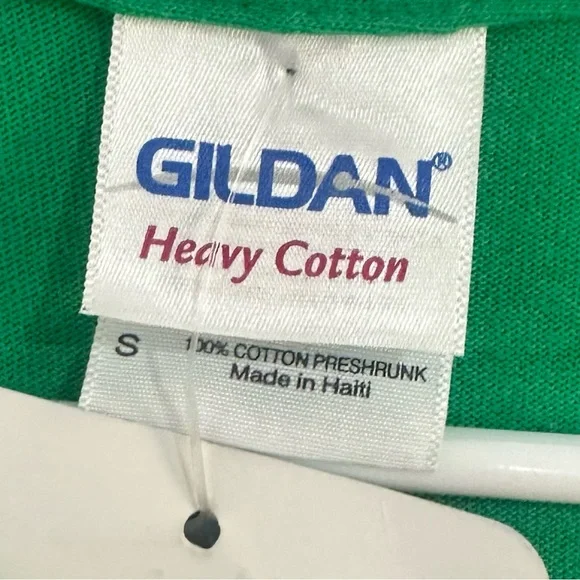 GILDAN®
Heavy Cotton
S
100% COTTON PRESHRUNK
Made in Haiti